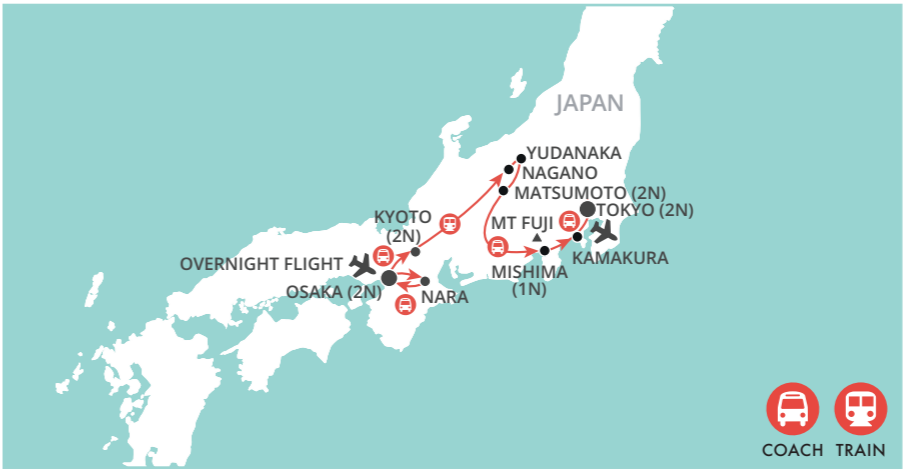 JAPAN
YUDANAKA
NAGANO
MATSUMOTO (2N)
TOKYO (2N)
KYOTO
(2N)
MT FUJI
KAMAKURA
OVERNIGHT FLIGHT
MISHIMA
(1N)
OSAKA (2N)
NARA
COACH
TRAIN